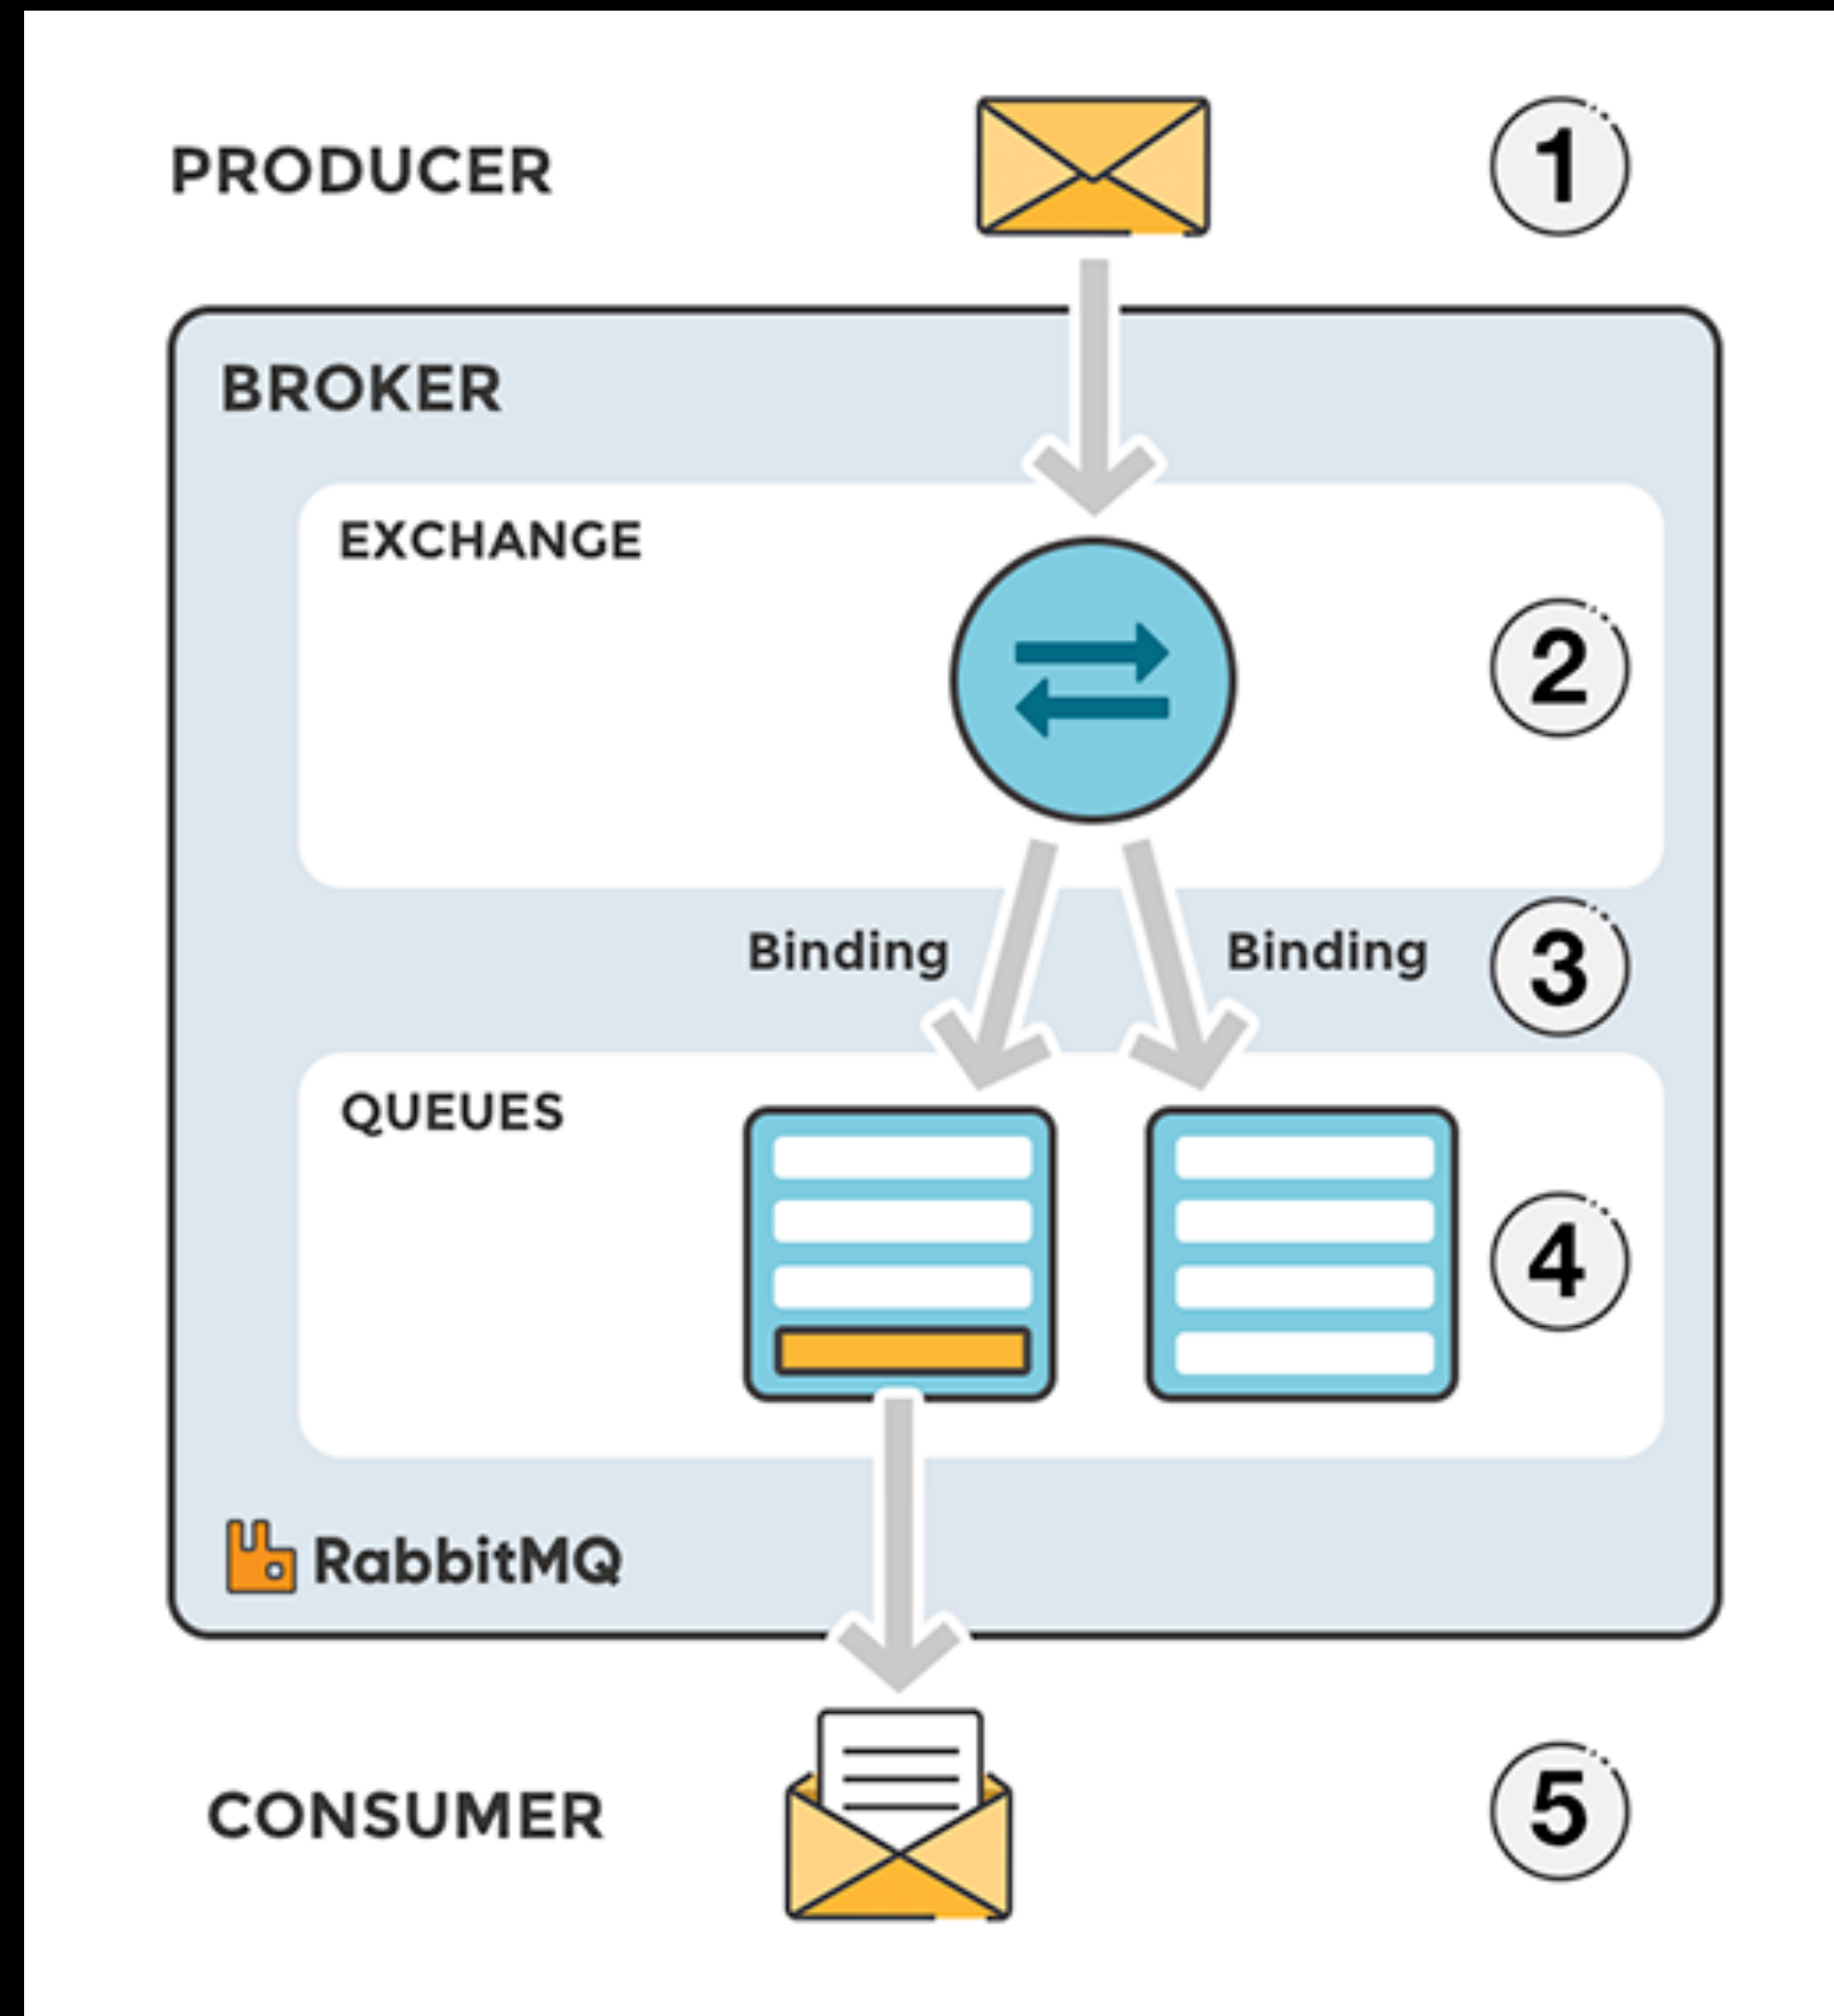 PRODUCER
1
BROKER
EXCHANGE
2
Binding Binding 3
QUEUES
4
RabbitMQ
CONSUMER
5